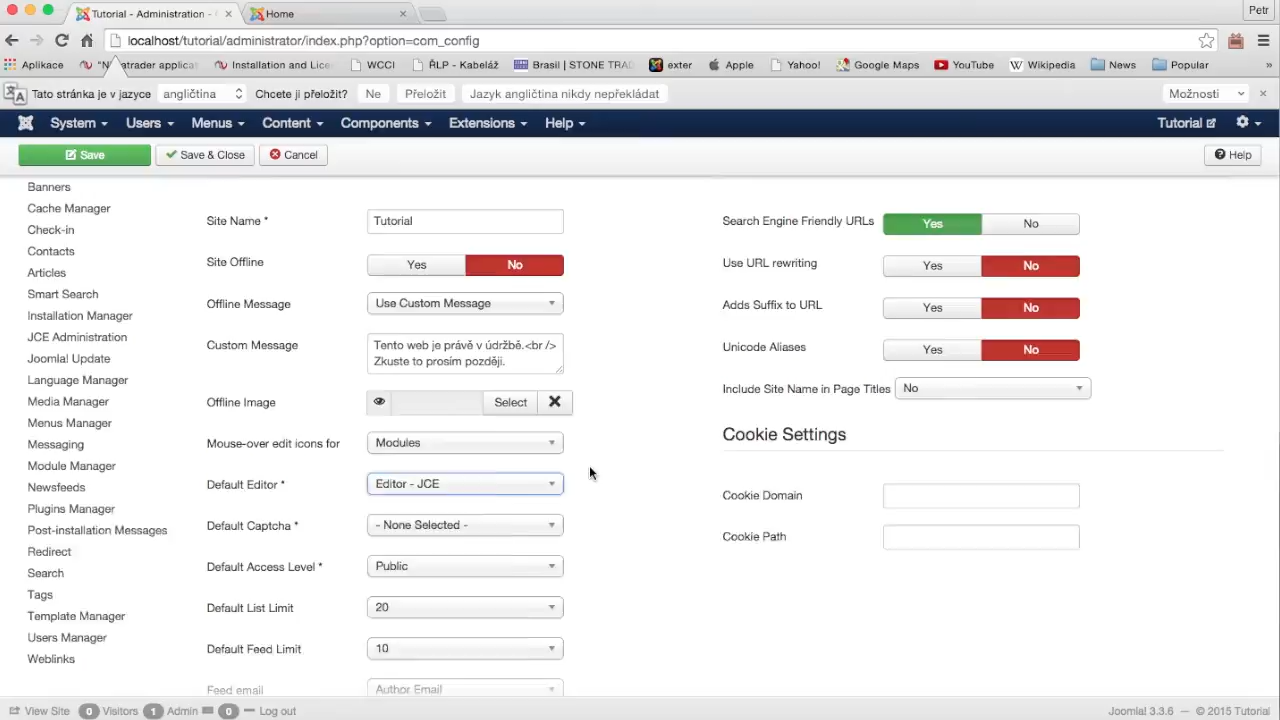 Petr
Tutorial - Administration -
Home
localhost/tutorial/administrator/index.php?option=com_config
Aplikace
Installation and Lice
WCCI
ŘLP - Kabeláž
Brasil | STONE TRA
exter
Apple
Yahoo!
Google Maps
YouTube
Wikipedia
News
Popular
»
Tato stránka je v jazyce angličtina Chcete ji přeložit? Ne Přeložit Jazyk angličtina nikdy nepřekládat Možnosti
System Users Menus Content Components Extensions Help Tutorial
Save Save & Close Cancel Help
Banners
Cache Manager
Check-in
Contacts
Articles
Smart Search
Installation Manager
JCE Administration
Joomla! Update
Language Manager
Media Manager
Menus Manager
Messaging
Module Manager
Newsfeeds
Plugins Manager
Post-installation Messages
Redirect
Search
Tags
Template Manager
Users Manager
Weblinks
Site Name * Tutorial
Site Offline Yes No
Offline Message Use Custom Message
Custom Message Tento web je právě v údržbě.<br />
Zkuste to prosím později.
Offline Image Select
Mouse-over edit icons for Modules
Default Editor * Editor - JCE
Default Captcha * - None Selected -
Default Access Level * Public
Default List Limit 20
Default Feed Limit 10
Feed email Author Email
Search Engine Friendly URLs Yes No
Use URL rewriting Yes No
Adds Suffix to URL Yes No
Unicode Aliases Yes No
Include Site Name in Page Titles No
Cookie Settings
Cookie Domain
Cookie Path
View Site 0 Visitors 1 Admin 0 Log out
Joomla! 3.3.6 — © 2015 Tutorial